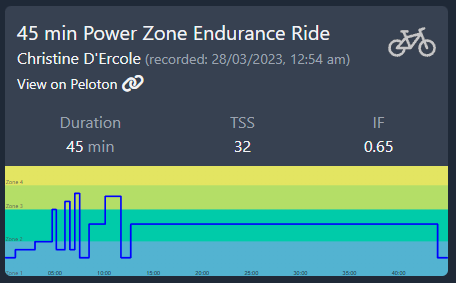 45 min Power Zone Endurance Ride
Christine D'Ercole (recorded: 28/03/2023, 12:54 am)
View on Peloton
Duration TSS IF
45 min 32 0.65
Zone 4
Zone 3
Zone 2
Zone 1
05:00 10:00 15:00 20:00 25:00 30:00 35:00 40:00